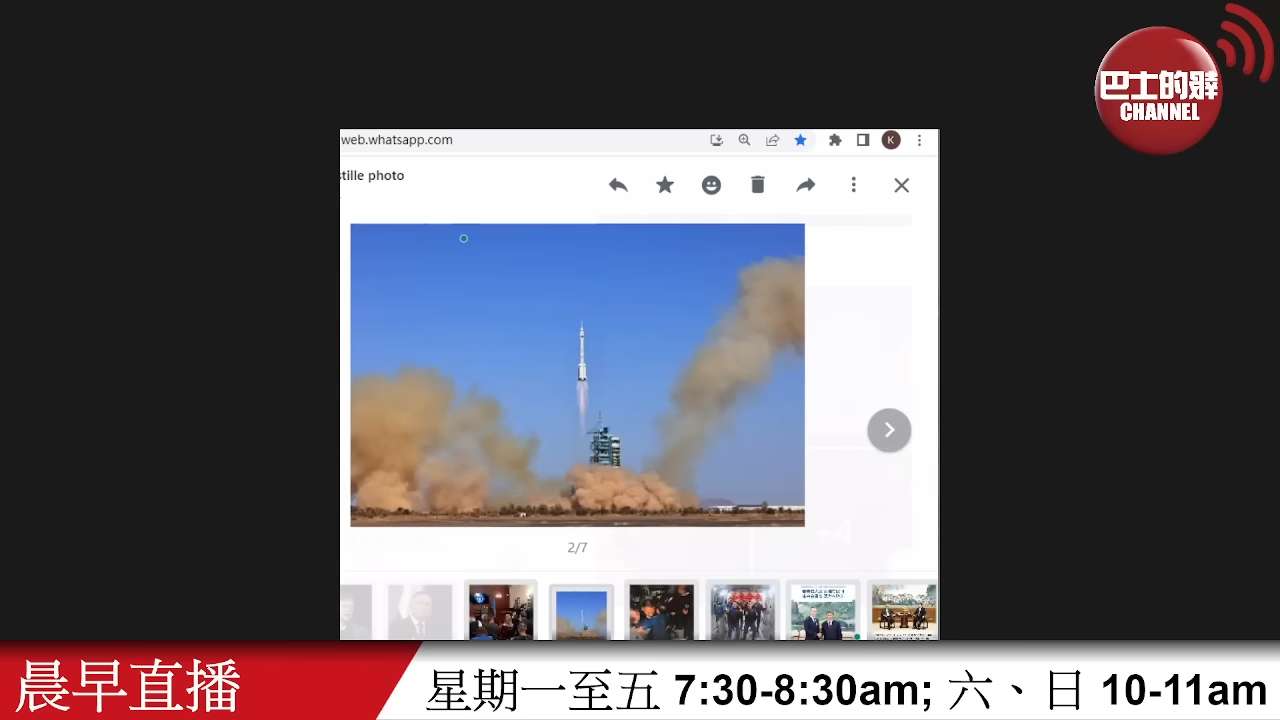 巴士的報
CHANNEL
web.whatsapp.com
K
stille photo
2/7
晨早直播
星期一至五 7:30-8:30am; 六、日 10-11am